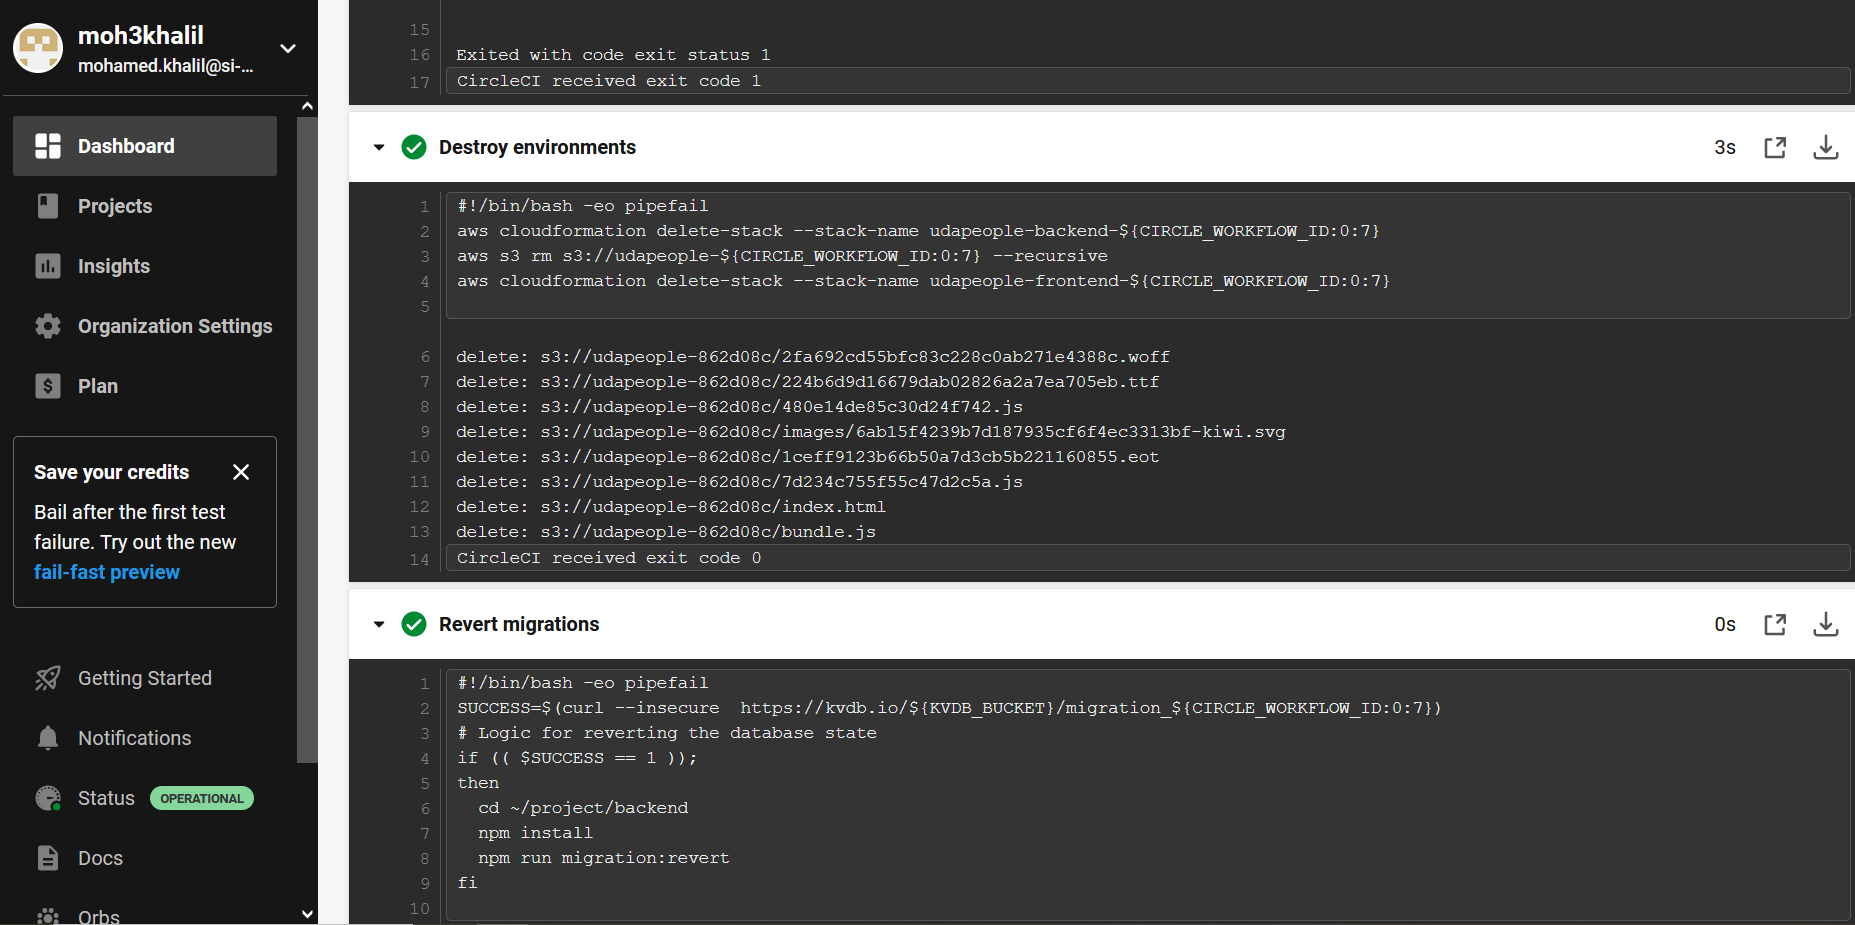 moh3khalil
mohamed.khalil@si-...
Dashboard
Projects
Insights
Organization Settings
Plan
Save your credits
Bail after the first test
failure. Try out the new
fail-fast preview
Getting Started
Notifications
Status OPERATIONAL
Docs
Orbs
15
16 Exited with code exit status 1
17 CircleCI received exit code 1
Destroy environments 3s
1 #!/bin/bash -eo pipefail
2 aws cloudformation delete-stack --stack-name udapeople-backend-${CIRCLE_WORKFLOW_ID:0:7}
3 aws s3 rm s3://udapeople-${CIRCLE_WORKFLOW_ID:0:7} --recursive
4 aws cloudformation delete-stack --stack-name udapeople-frontend-${CIRCLE_WORKFLOW_ID:0:7}
5
6 delete: s3://udapeople-862d08c/2fa692cd55bfc83c228c0ab271e4388c.woff
7 delete: s3://udapeople-862d08c/224b6d9d16679dab02826a2a7ea705eb.ttf
8 delete: s3://udapeople-862d08c/480e14de85c30d24f742.js
9 delete: s3://udapeople-862d08c/images/6ab15f4239b7d187935cf6f4ec3313bf-kiwi.svg
10 delete: s3://udapeople-862d08c/1ceff9123b66b50a7d3cb5b221160855.eot
11 delete: s3://udapeople-862d08c/7d234c755f55c47d2c5a.js
12 delete: s3://udapeople-862d08c/index.html
13 delete: s3://udapeople-862d08c/bundle.js
14 CircleCI received exit code 0
Revert migrations 0s
1 #!/bin/bash -eo pipefail
2 SUCCESS=$(curl --insecure  https://kvdb.io/${KVDB_BUCKET}/migration_${CIRCLE_WORKFLOW_ID:0:7})
3 # Logic for reverting the database state
4 if (( $SUCCESS == 1 ));
5 then
6   cd ~/project/backend
7   npm install
8   npm run migration:revert
9 fi
10